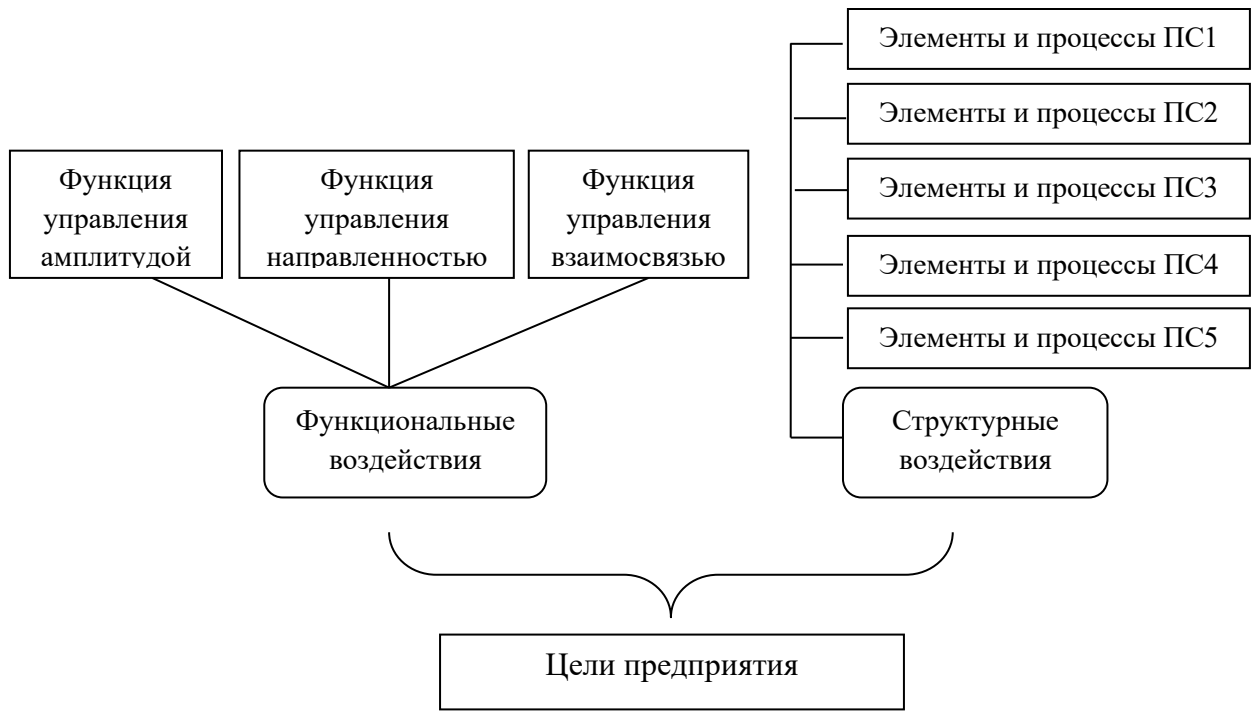 Элементы и процессы ПС1
Элементы и процессы ПС2
Элементы и процессы ПС3
Элементы и процессы ПС4
Элементы и процессы ПС5
Функция
управления
амплитудой
Функция
управления
направленностью
Функция
управления
взаимосвязью
Функциональные
воздействия
Структурные
воздействия
Цели предприятия